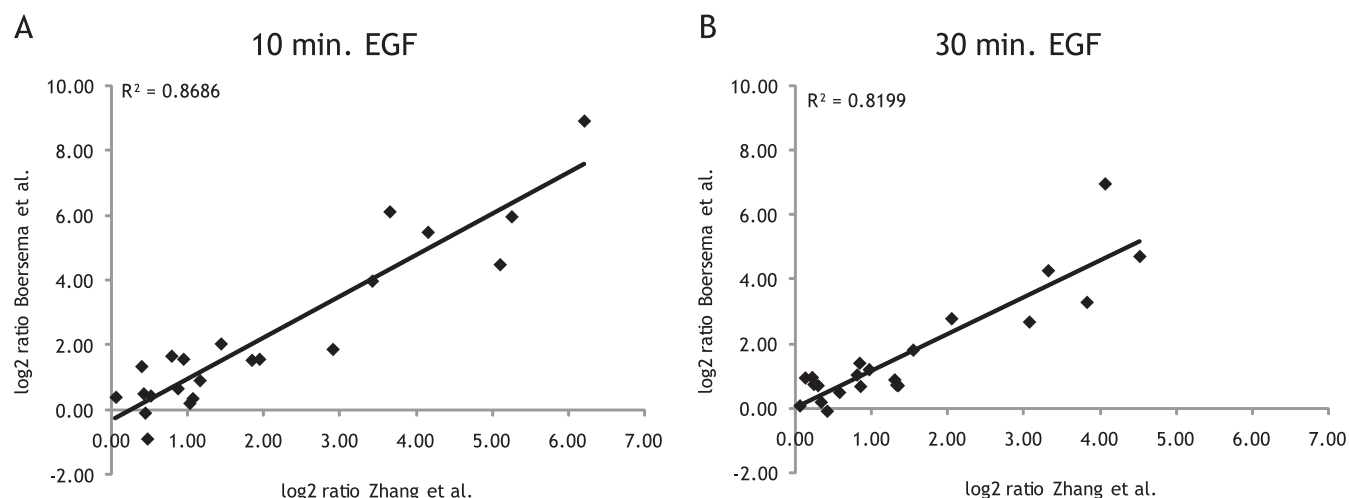 A
10 min. EGF
R² = 0.8686
log2 ratio Boersema et al.
10.00
8.00
6.00
4.00
2.00
0.00
-2.00
0.00 1.00 2.00 3.00 4.00 5.00 6.00 7.00
log2 ratio Zhang et al.
B
30 min. EGF
R² = 0.8199
log2 ratio Boersema et al.
10.00
8.00
6.00
4.00
2.00
0.00
-2.00
0.00 1.00 2.00 3.00 4.00 5.00 6.00 7.00
log2 ratio Zhang et al.